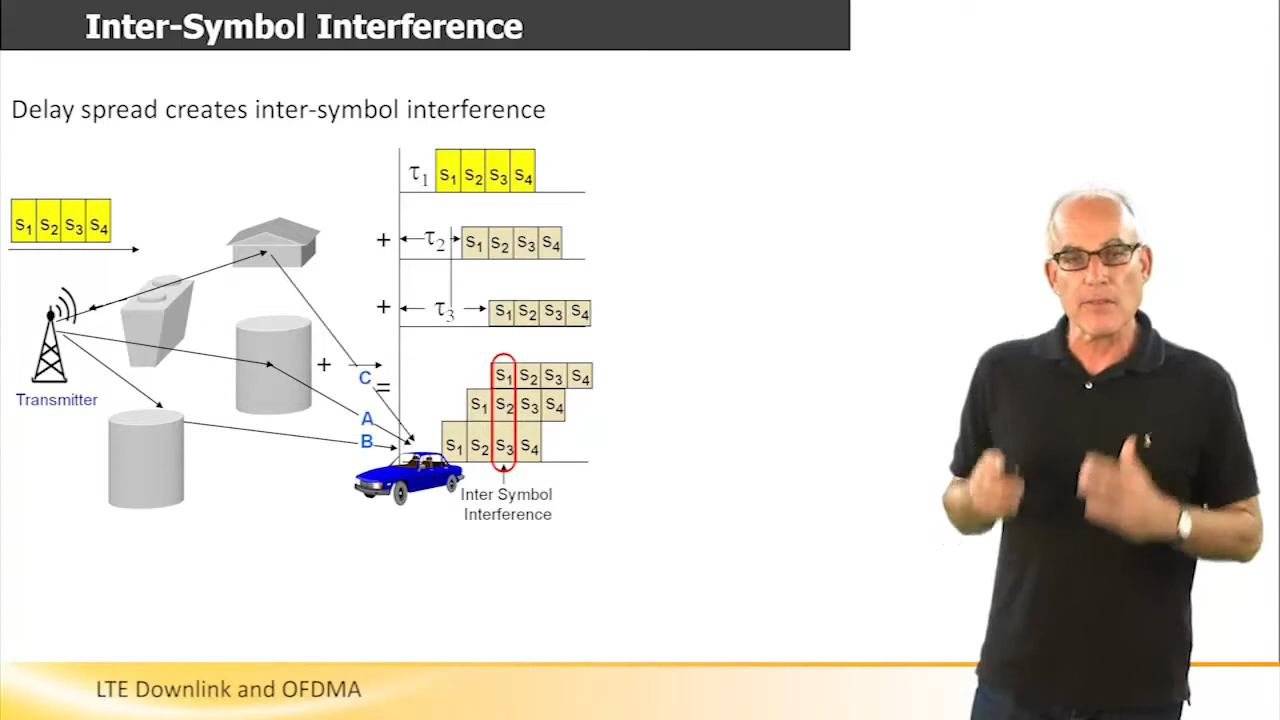 Inter-Symbol Interference
Delay spread creates inter-symbol interference
τ1 S1 S2 S3 S4
S1 S2 S3 S4
+ τ2 S1 S2 S3 S4
+ τ3 S1 S2 S3 S4
+ C = S1 S2 S3 S4
Transmitter
A S1 S2 S3 S4
B S1 S2 S3 S4
Inter Symbol
Interference
LTE Downlink and OFDMA